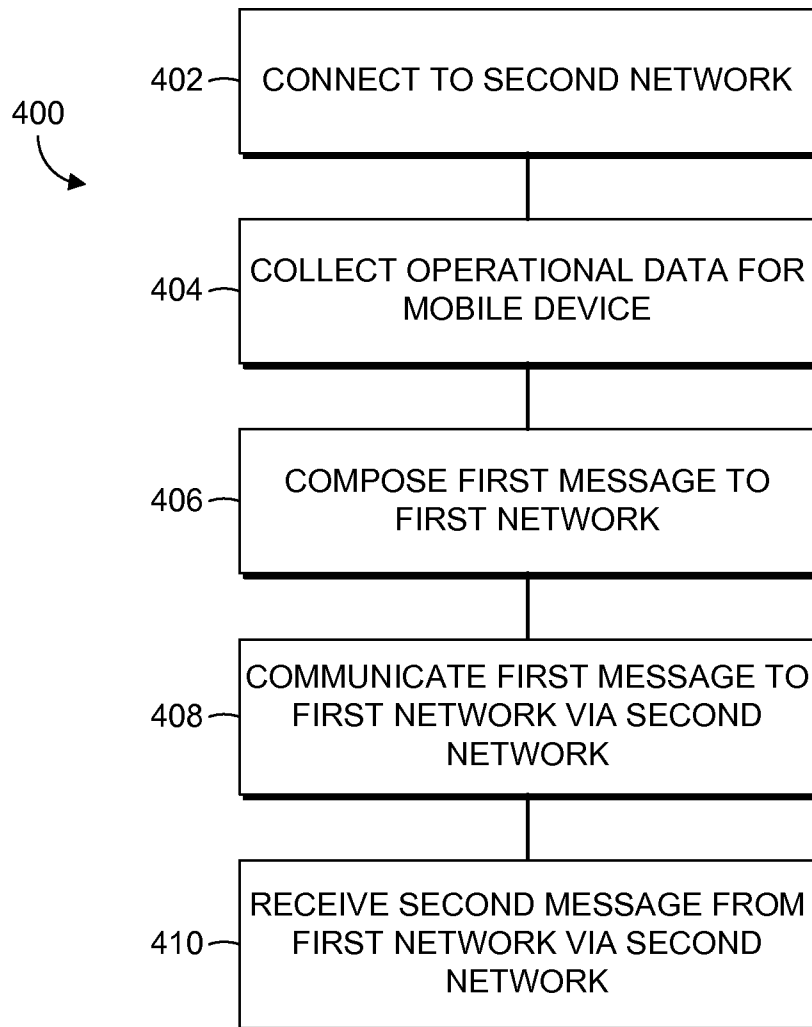 402
CONNECT TO SECOND NETWORK
400
404
COLLECT OPERATIONAL DATA FOR
MOBILE DEVICE
406
COMPOSE FIRST MESSAGE TO
FIRST NETWORK
408
COMMUNICATE FIRST MESSAGE TO
FIRST NETWORK VIA SECOND
NETWORK
410
RECEIVE SECOND MESSAGE FROM
FIRST NETWORK VIA SECOND
NETWORK